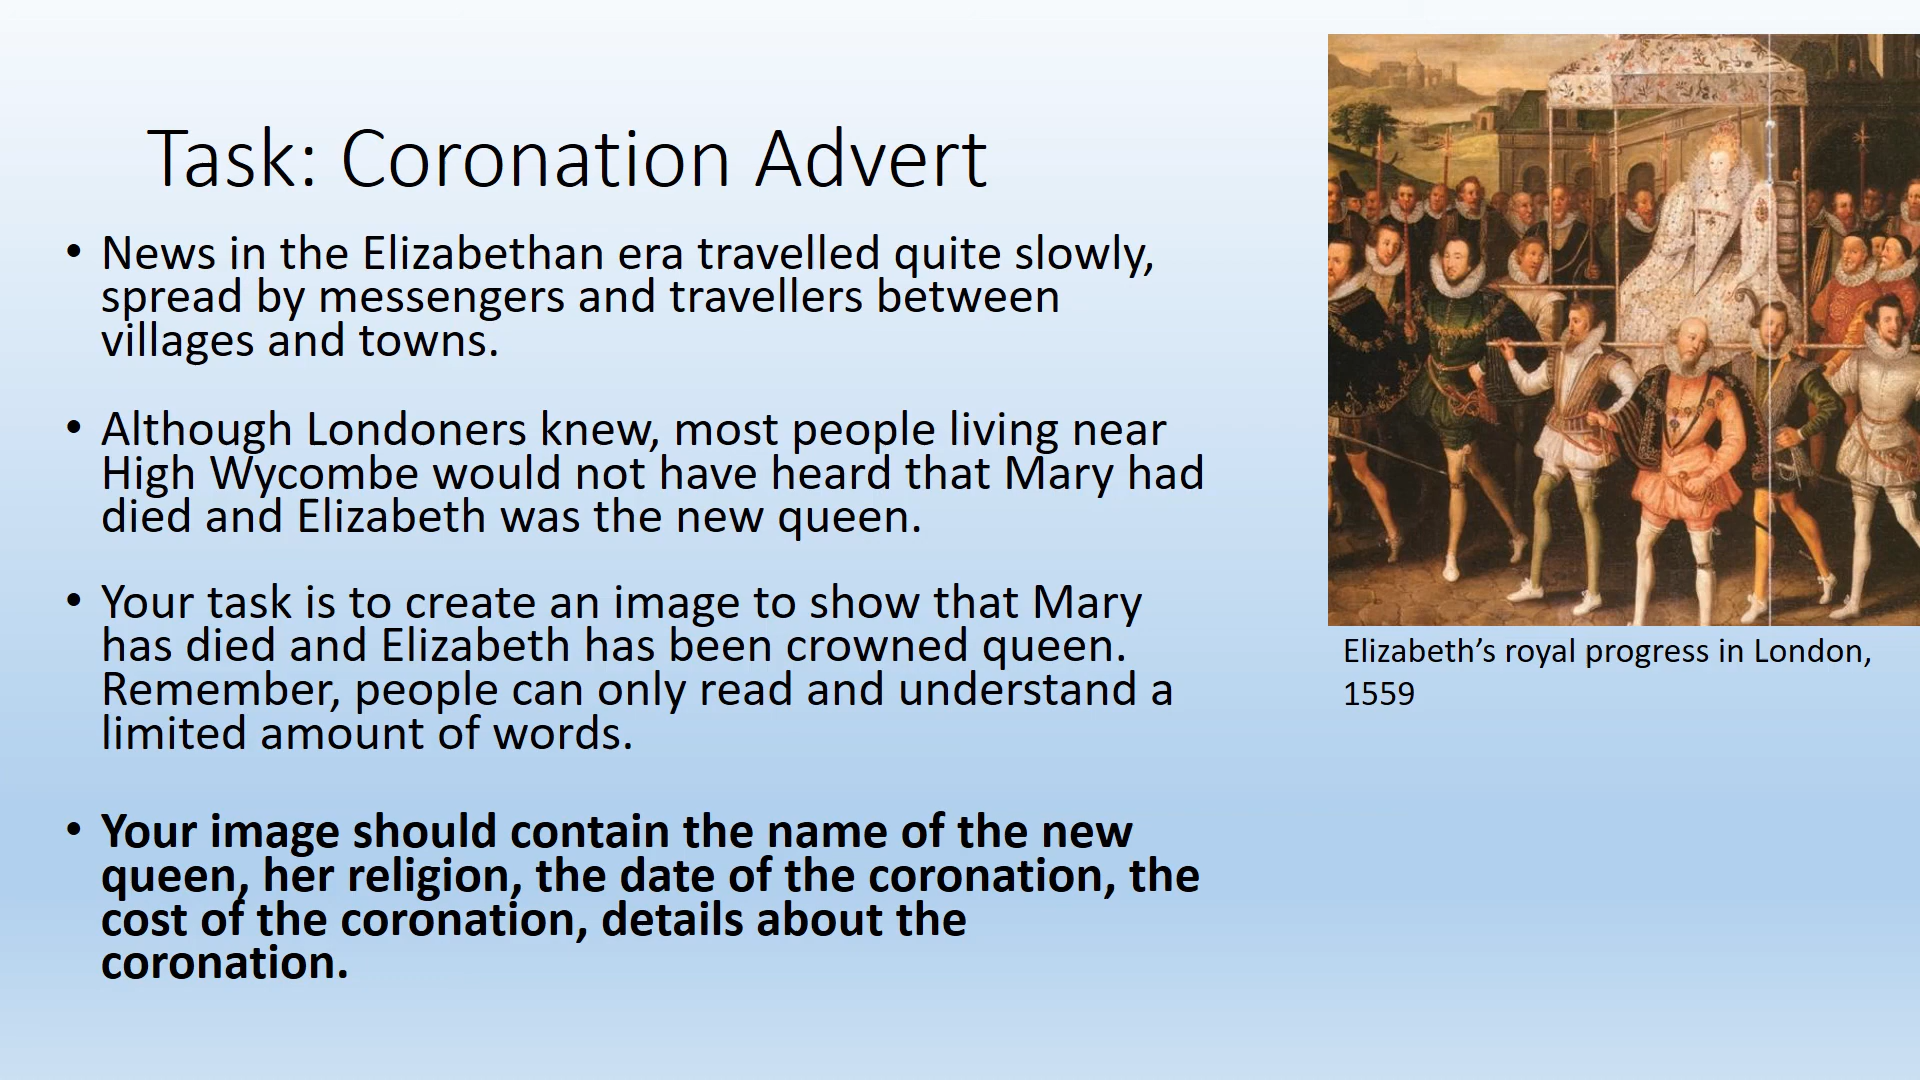 Task: Coronation Advert
• News in the Elizabethan era travelled quite slowly,
spread by messengers and travellers between
villages and towns.
• Although Londoners knew, most people living near
High Wycombe would not have heard that Mary had
died and Elizabeth was the new queen.
• Your task is to create an image to show that Mary
has died and Elizabeth has been crowned queen.
Remember, people can only read and understand a
limited amount of words.
• Your image should contain the name of the new
queen, her religion, the date of the coronation, the
cost of the coronation, details about the
coronation.
Elizabeth’s royal progress in London,
1559